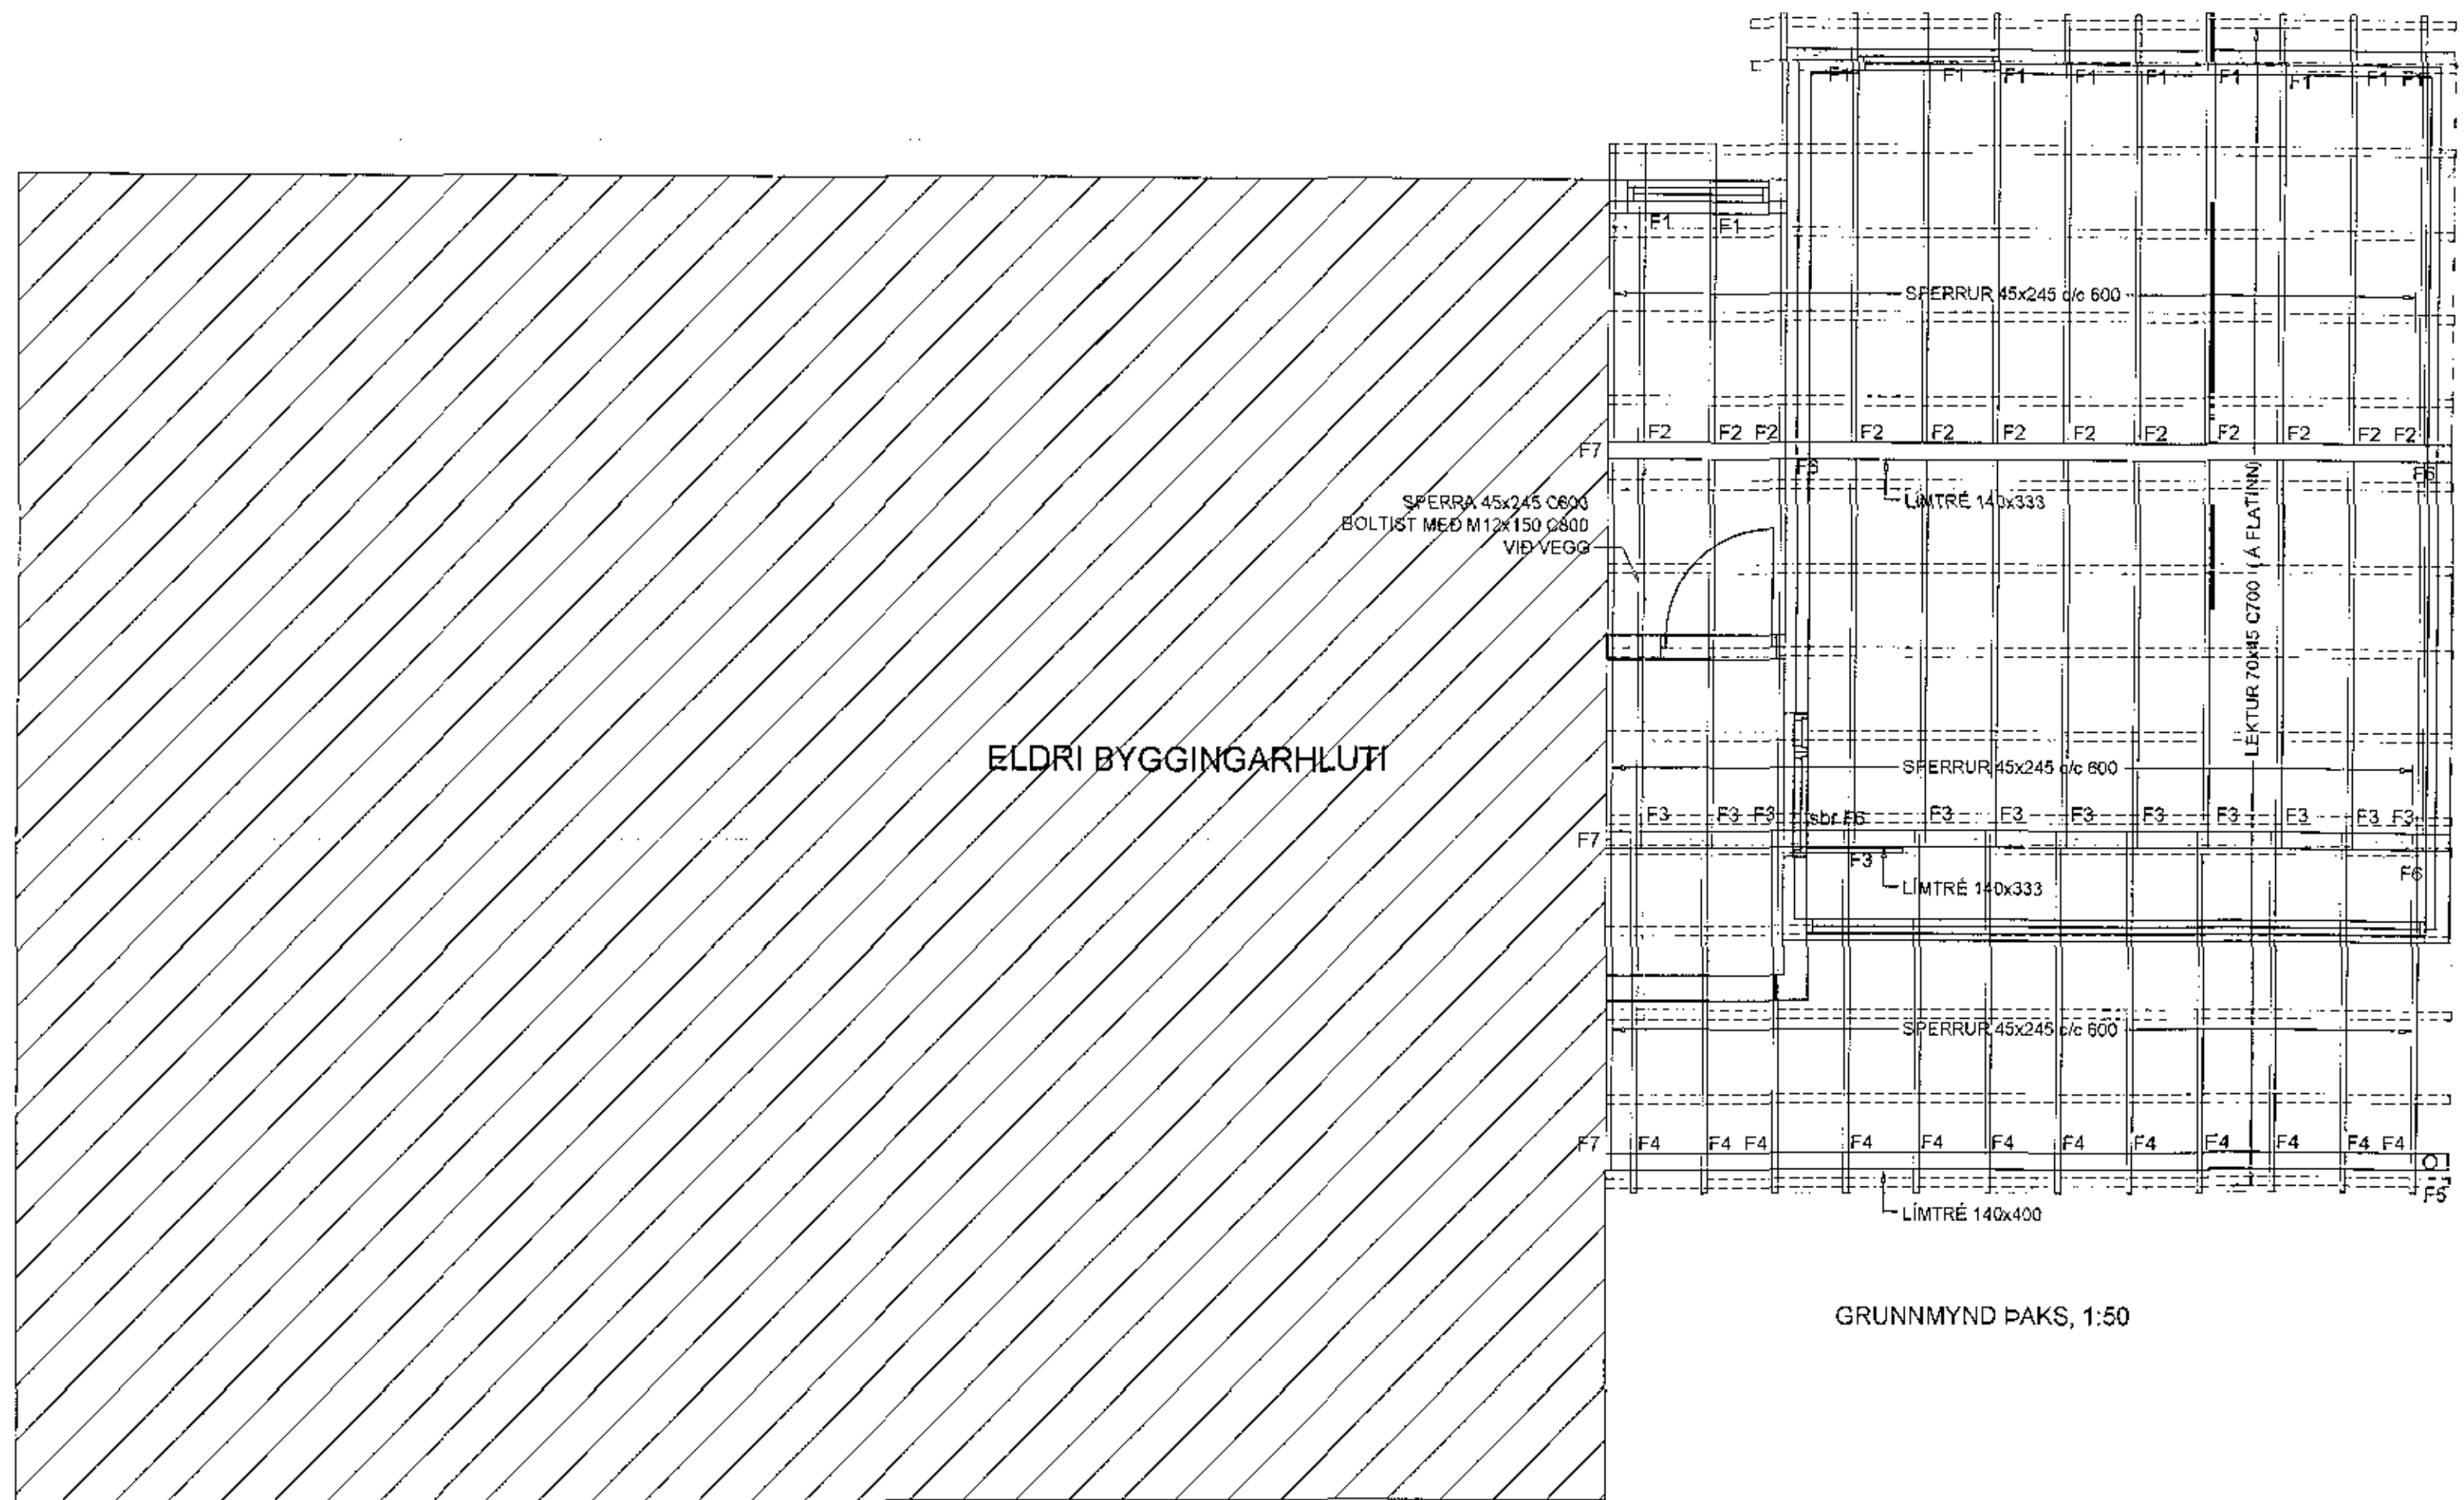 F1 F1 F1 F1 F1 F1 F1 F1 F1
F1 F1
SPERRUR 45x245 c/c 600
F2 F2 F2 F2 F2 F2 F2 F2 F2 F2 F2 F2
F7
F6
LÍMTRÉ 140x333
SPERRA 45x245 C600
BOLTIST MEÐ M12x150 C800
VIÐ VEGG
LEKTUR 70x45 C700 (Á FLATINN)
ELDRI BYGGINGARHLUTI
SPERRUR 45x245 c/c 600
F3 F3 F3 sbr F6 F3 F3 F3 F3 F3 F3 F3 F3
F7
F3
F6
LÍMTRÉ 140x333
SPERRUR 45x245 c/c 600
F7 F4 F4 F4 F4 F4 F4 F4 F4 F4 F4 F4 F4
LÍMTRÉ 140x400
GRUNNMYND ÞAKS, 1:50